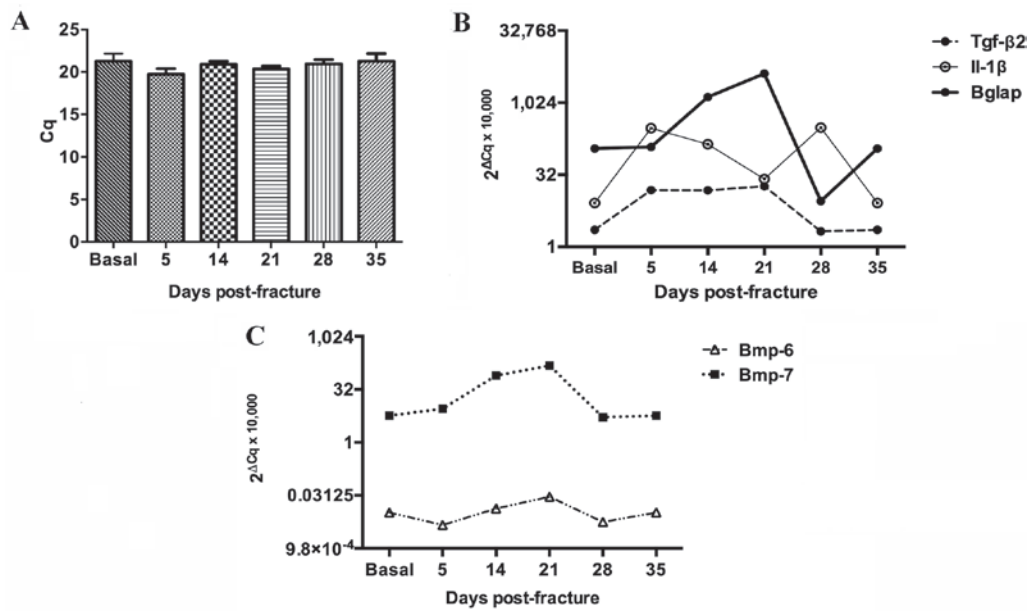 A
25
20
15
10
5
0
Cq
Basal 5 14 21 28 35
Days post-fracture
B
32,768
1,024
32
1
2ΔCq x 10,000
Basal 5 14 21 28 35
Days post-fracture
Tgf-β2
Il-1β
Bglap
C
1,024
32
1
0.03125
9.8×10-4
2ΔCq x 10,000
Basal 5 14 21 28 35
Days post-fracture
Bmp-6
Bmp-7